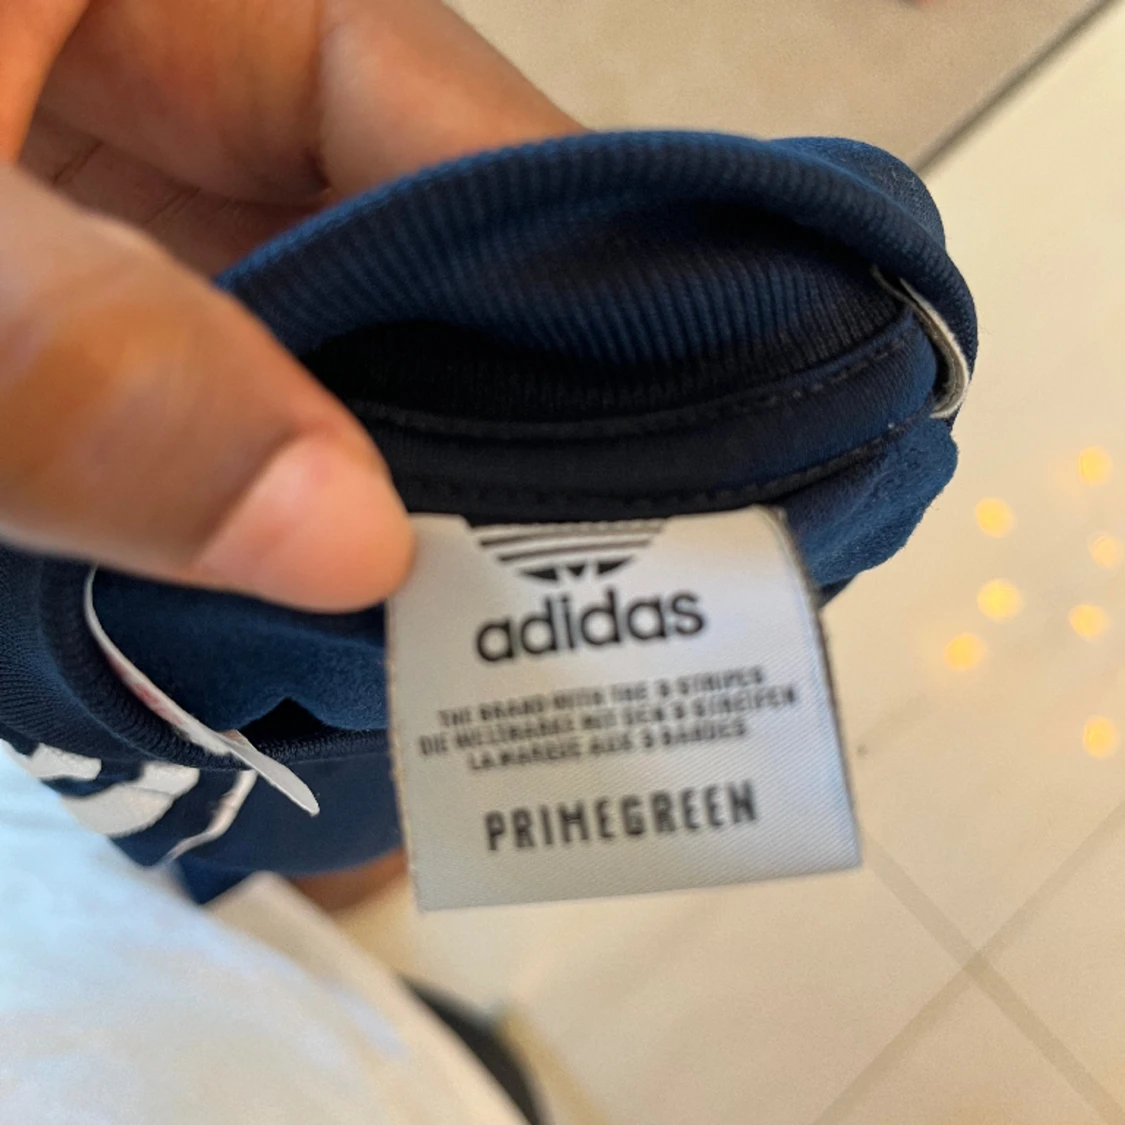 adidas
THE BRAND WITH THE 3 STRIPES
DIE WELTMARKE MIT DEN 3 STREIFEN
LA MARQUE AUX 3 BANDES
PRIMEGREEN